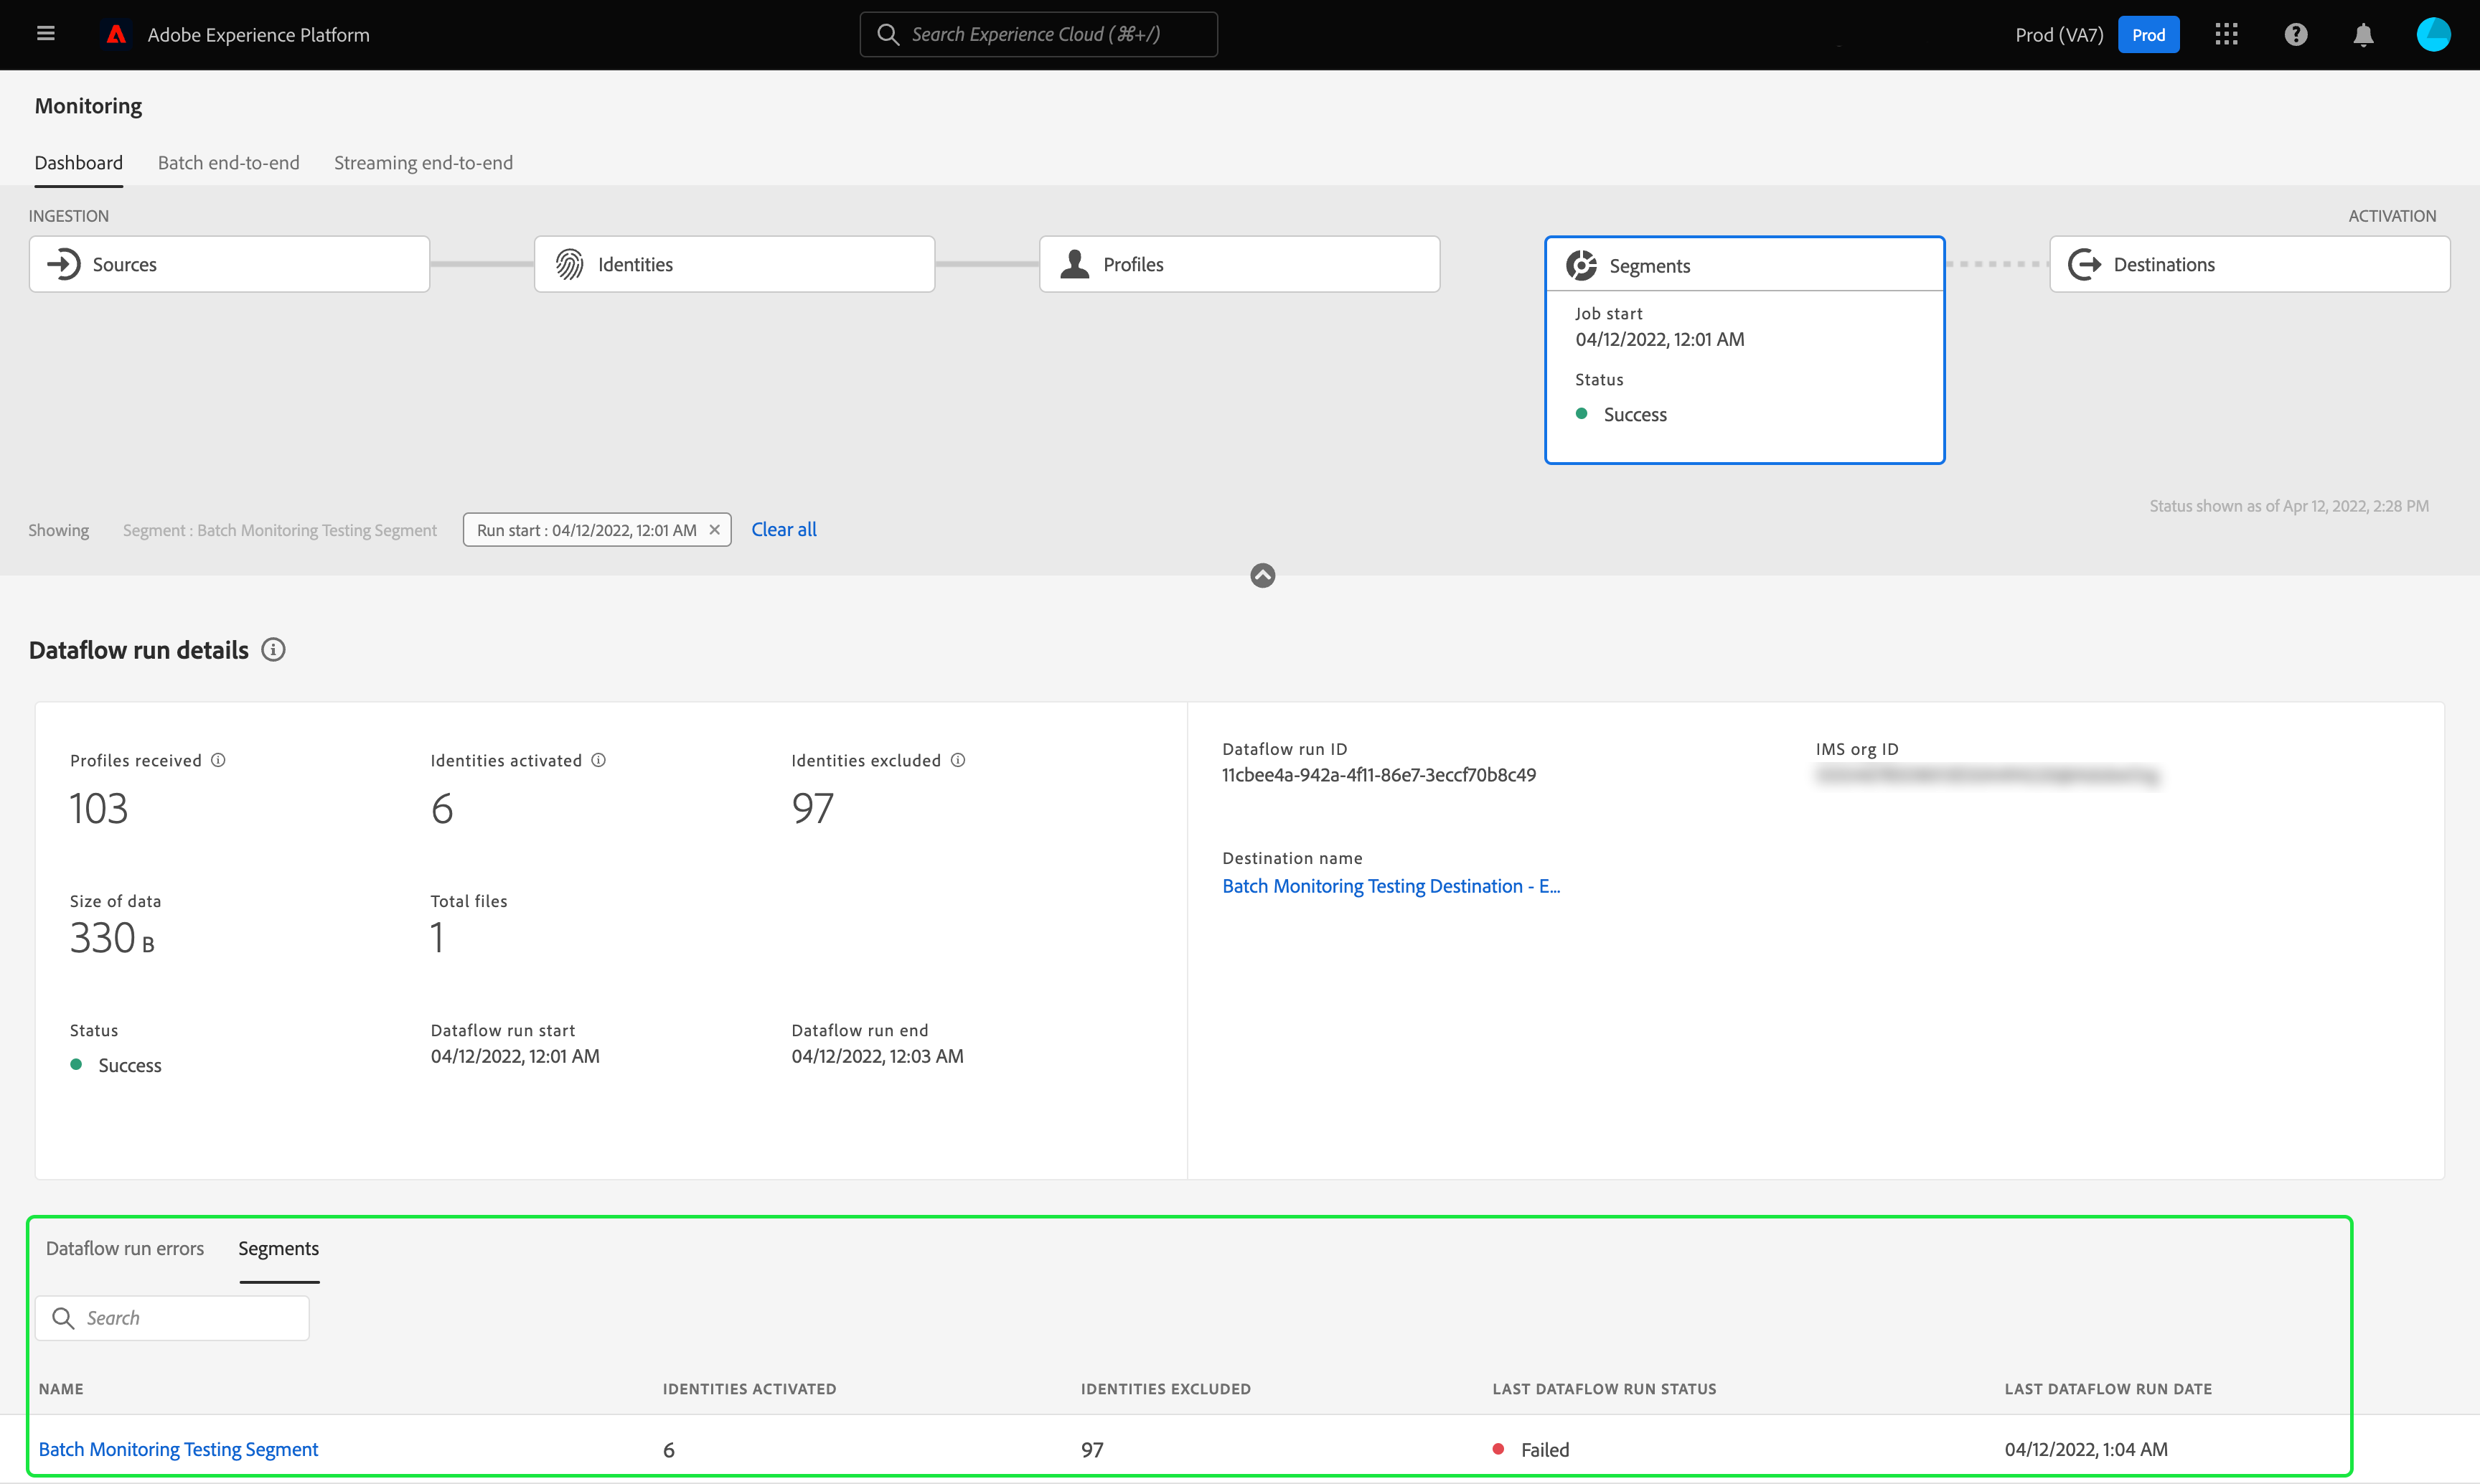 Adobe Experience Platform
Search Experience Cloud (⌘+/)
Prod (VA7)
Prod
Monitoring
Dashboard
Batch end-to-end
Streaming end-to-end
INGESTION
ACTIVATION
Sources
Identities
Profiles
Segments
Destinations
Job start
04/12/2022, 12:01 AM
Status
Success
Status shown as of Apr 12, 2022, 2:28 PM
Showing
Segment : Batch Monitoring Testing Segment
Run start : 04/12/2022, 12:01 AM
Clear all
Dataflow run details
Profiles received
Identities activated
Identities excluded
103
6
97
Size of data
Total files
330 B
1
Status
Dataflow run start
Dataflow run end
Success
04/12/2022, 12:01 AM
04/12/2022, 12:03 AM
Dataflow run ID
IMS org ID
11cbee4a-942a-4f11-86e7-3eccf70b8c49
Destination name
Batch Monitoring Testing Destination - E...
Dataflow run errors
Segments
Search
NAME
IDENTITIES ACTIVATED
IDENTITIES EXCLUDED
LAST DATAFLOW RUN STATUS
LAST DATAFLOW RUN DATE
Batch Monitoring Testing Segment
6
97
Failed
04/12/2022, 1:04 AM